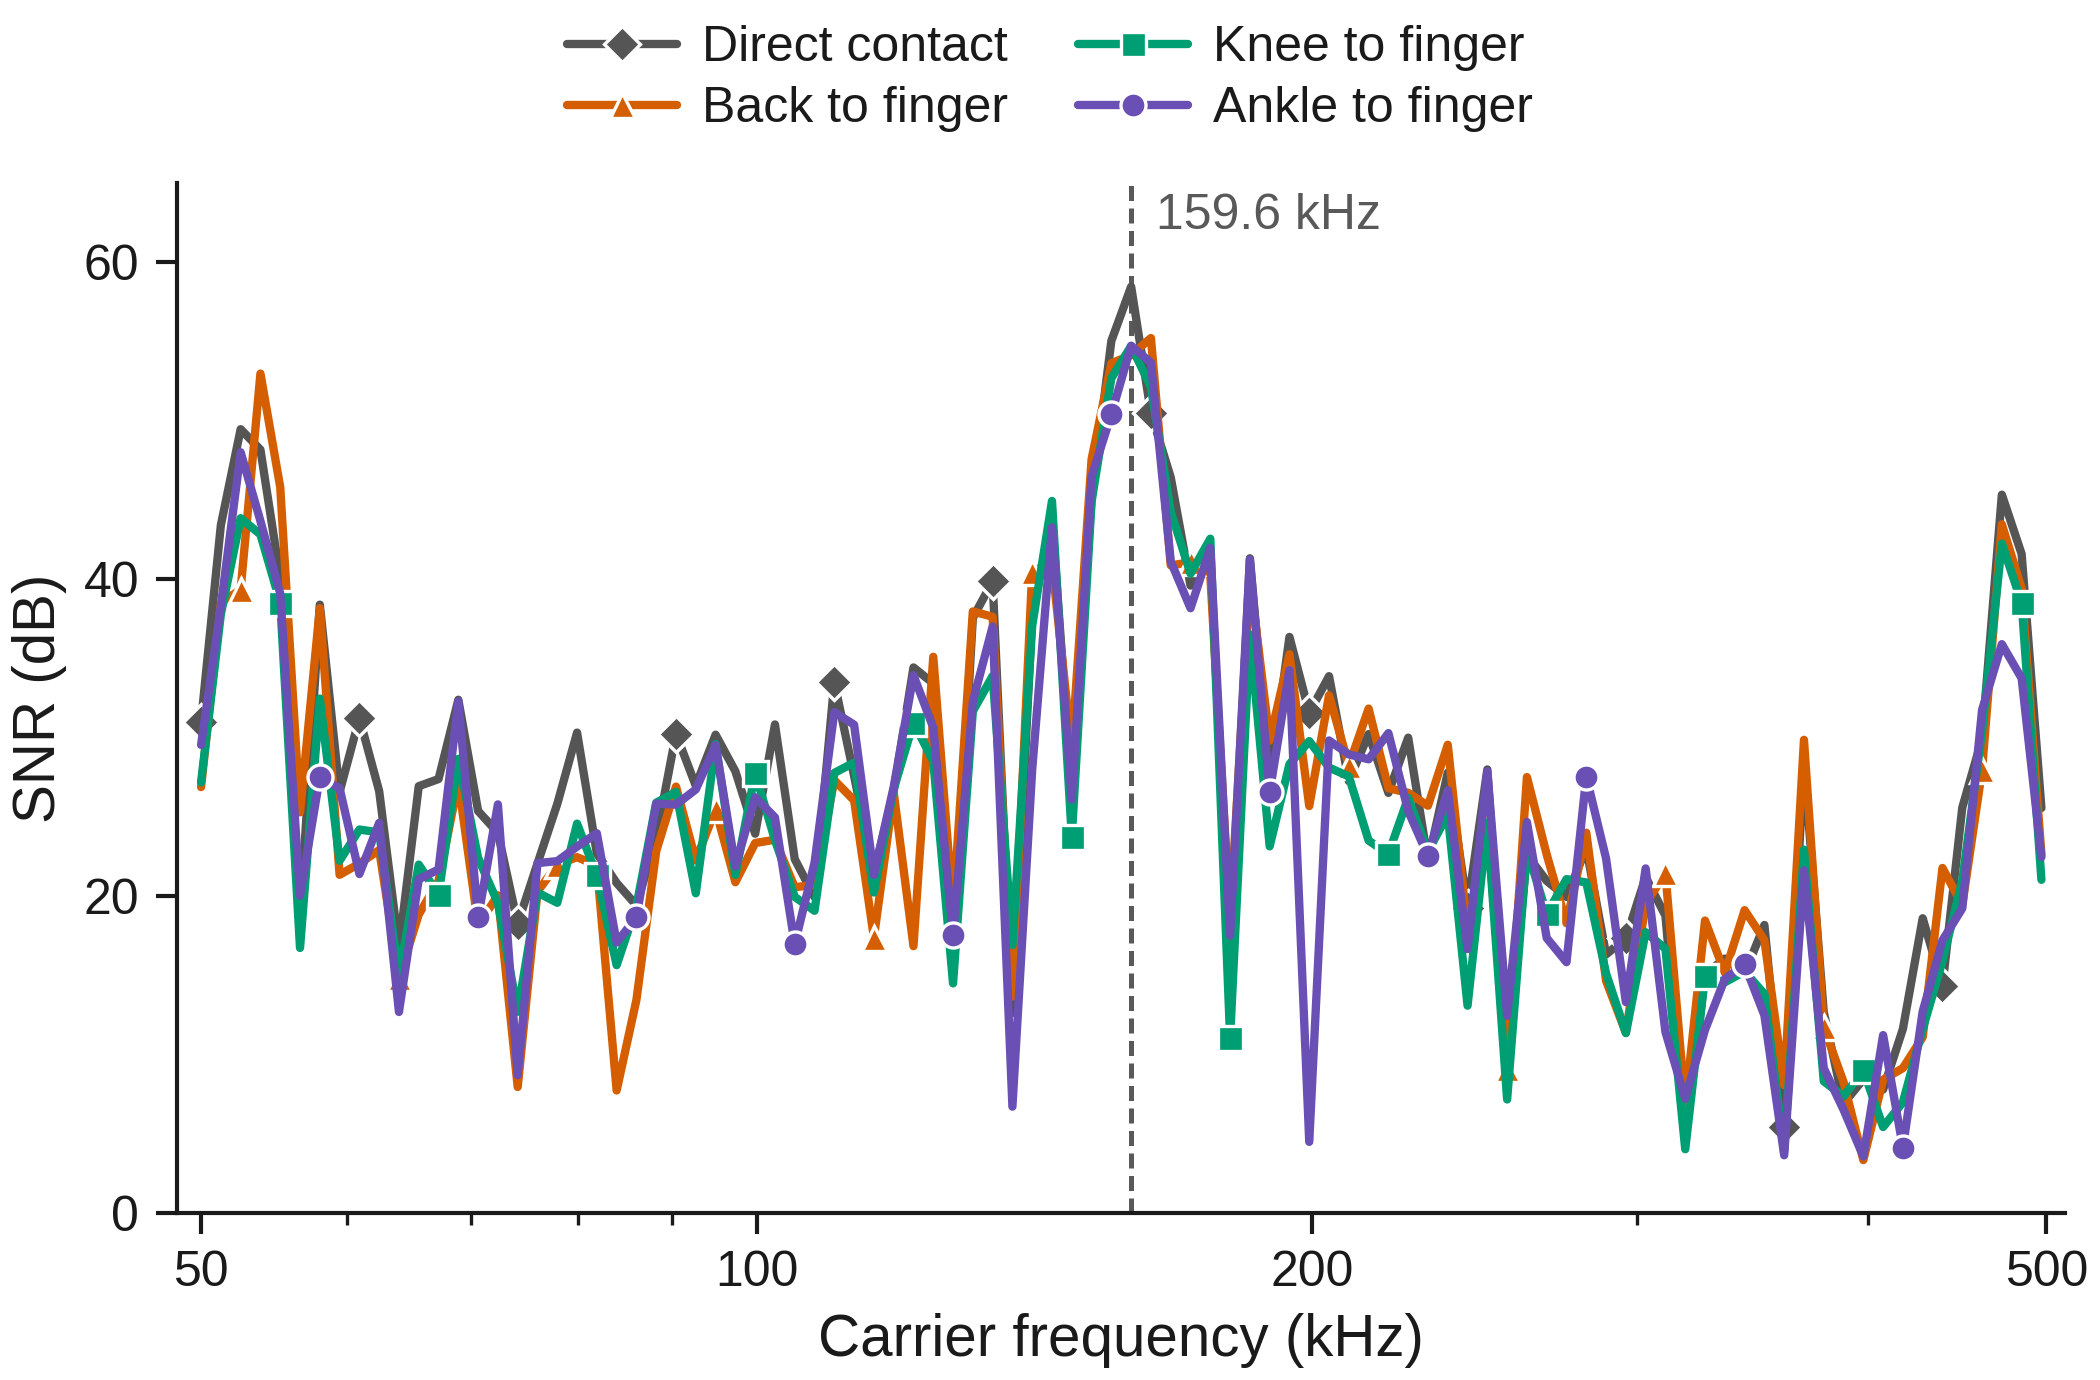 Direct contact
Back to finger
Knee to finger
Ankle to finger
159.6 kHz
60
40
20
0
SNR (dB)
50
100
200
500
Carrier frequency (kHz)